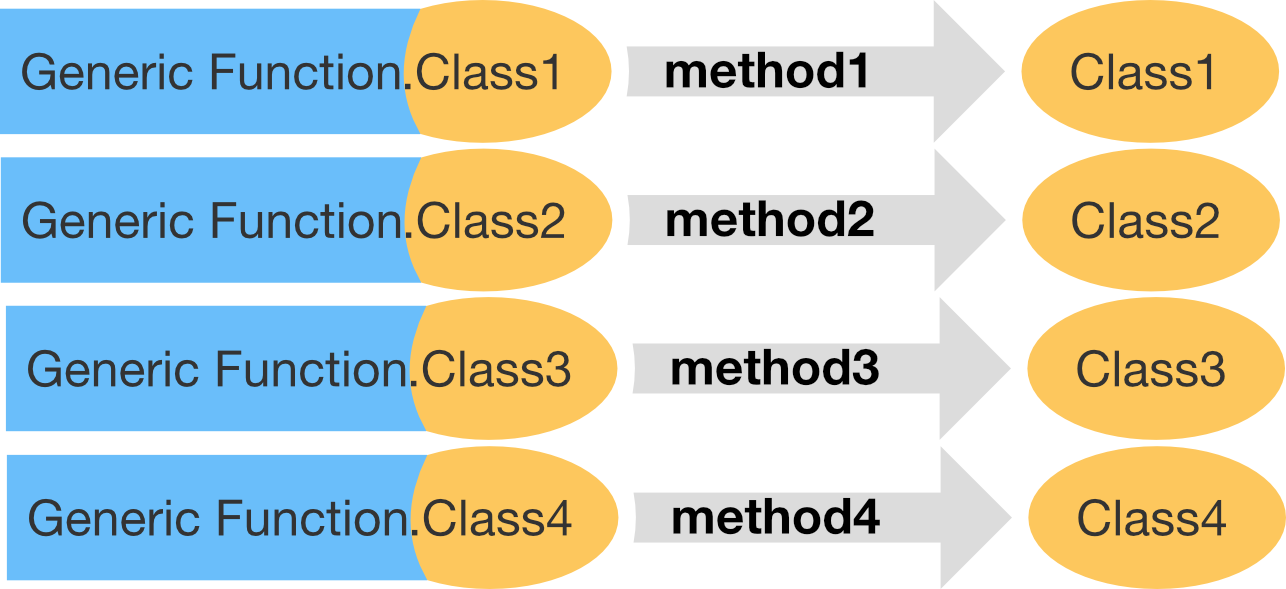 Generic Function.Class1 method1 Class1
Generic Function.Class2 method2 Class2
Generic Function.Class3 method3 Class3
Generic Function.Class4 method4 Class4